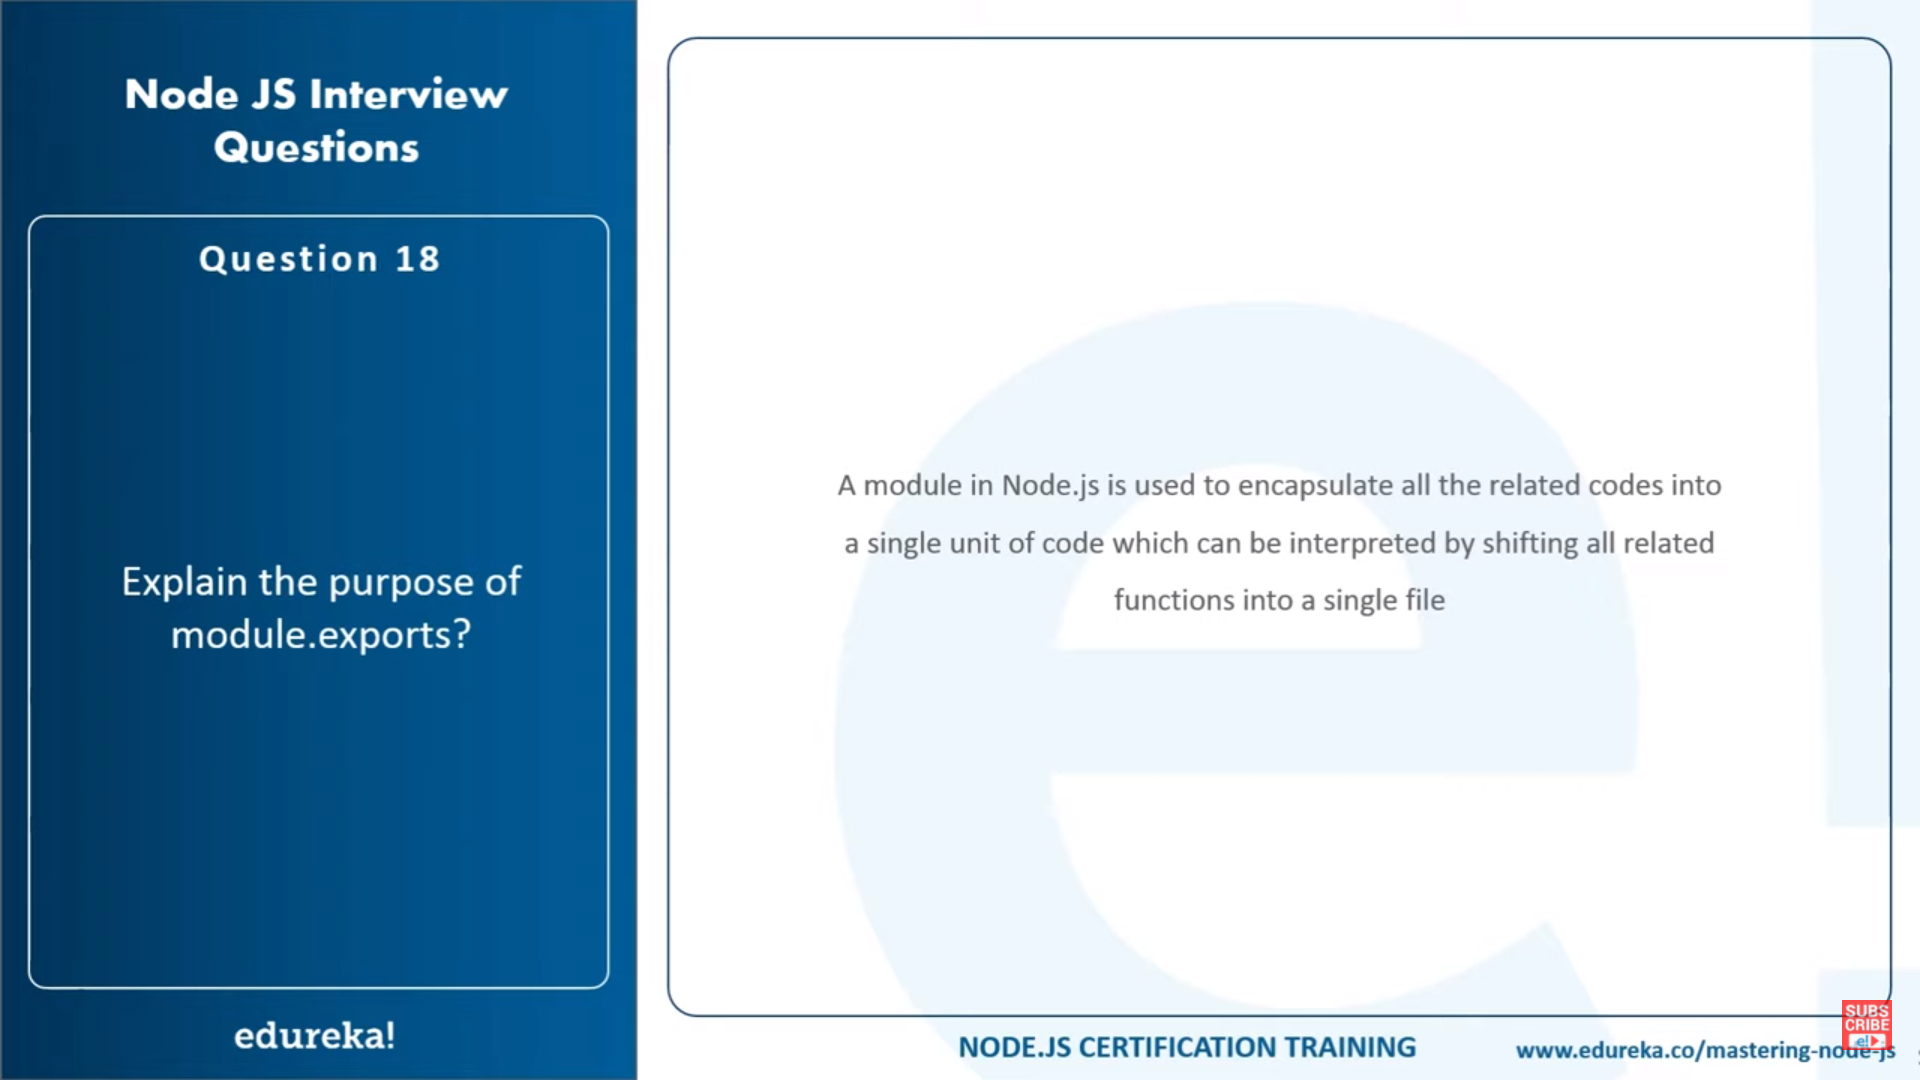 Node JS Interview
Questions
Question 18
Explain the purpose of
module.exports?
edureka!
A module in Node.js is used to encapsulate all the related codes into
a single unit of code which can be interpreted by shifting all related
functions into a single file
NODE.JS CERTIFICATION TRAINING
www.edureka.co/mastering-node-js
SUBS
CRIBE
e!